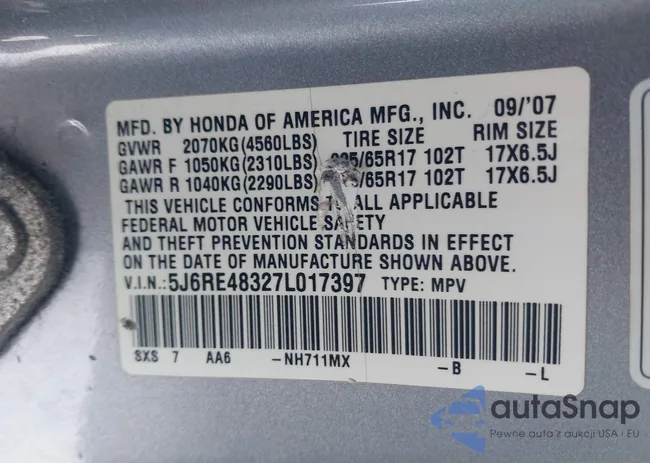 MFD. BY HONDA OF AMERICA MFG., INC. 09/'07
GVWR 2070KG(4560LBS) TIRE SIZE RIM SIZE
GAWR F 1050KG(2310LBS) /65R17 102T 17X6.5J
GAWR R 1040KG(2290LBS) /65R17 102T 17X6.5J
THIS VEHICLE CONFORMS TO ALL APPLICABLE
FEDERAL MOTOR VEHICLE SAFETY
AND THEFT PREVENTION STANDARDS IN EFFECT
ON THE DATE OF MANUFACTURE SHOWN ABOVE.
V.I.N.:5J6RE48327L017397 TYPE: MPV
SXS 7 AA6 -NH711MX -B -L
autaSnap
Pewne auta z aukcji USA i EU